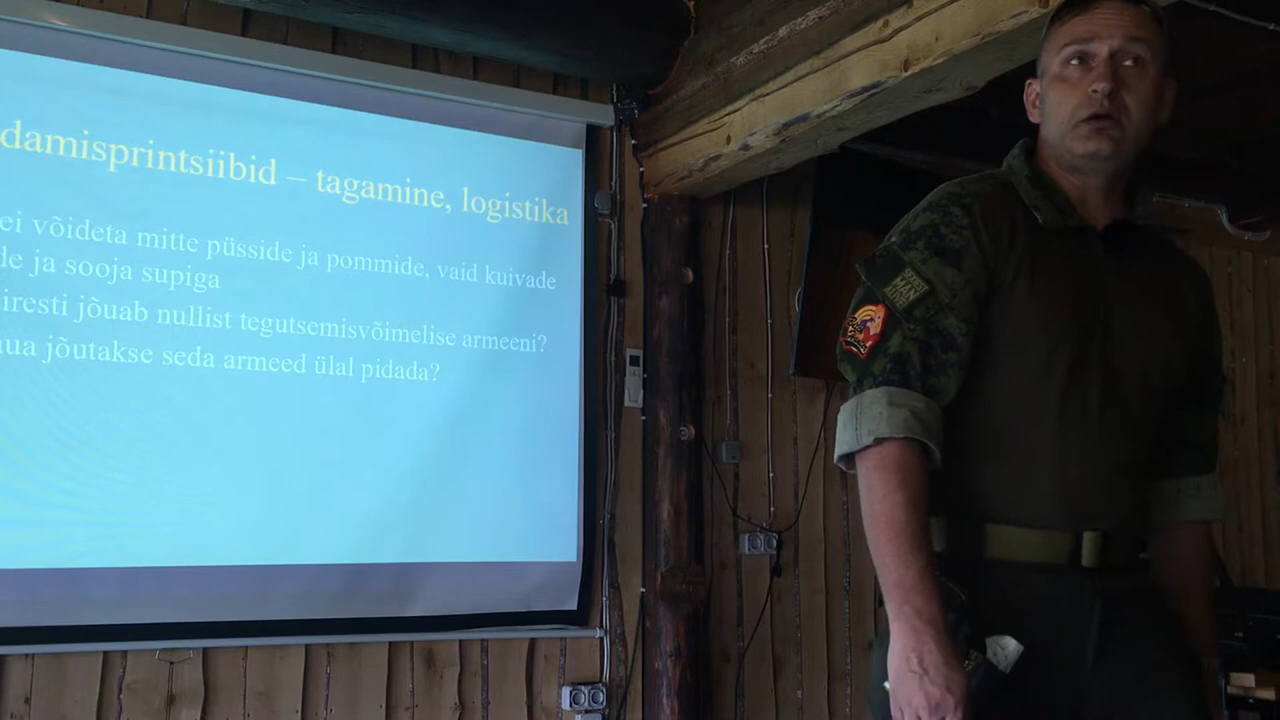 damisprintsiibid – tagamine, logistika
ei võideta mitte püsside ja pommide, vaid kuivade
de ja sooja supiga
iresti jõuab nullist tegutsemisvõimelise armeeni?
ua jõutakse seda armeed ülal pidada?